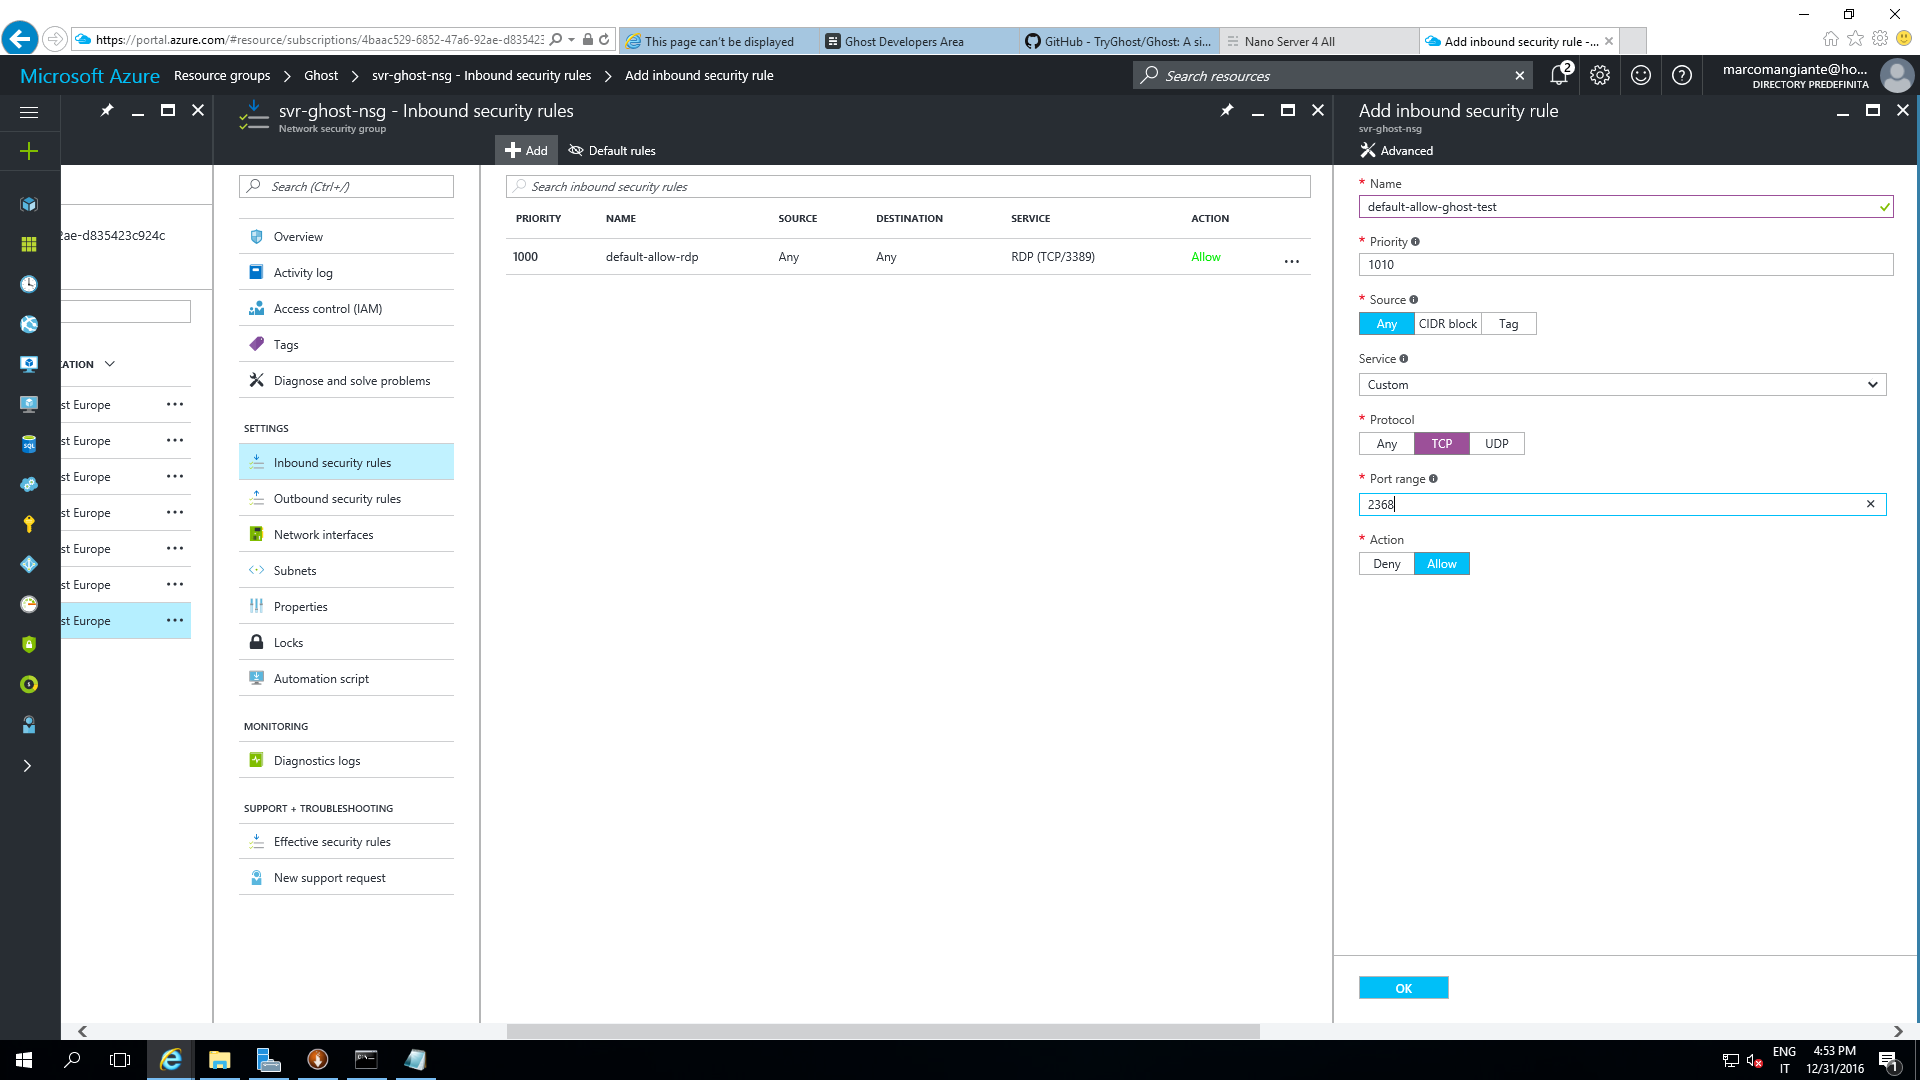 https://portal.azure.com/#resource/subscriptions/4baac529-6852-47a6-92ae-d835423
This page can't be displayed
Ghost Developers Area
GitHub - TryGhost/Ghost: A si...
Nano Server 4 All
Add inbound security rule -...
Microsoft Azure
Resource groups
Ghost
svr-ghost-nsg - Inbound security rules
Add inbound security rule
Search resources
2
marcomangiante@ho...
DIRECTORY PREDEFINITA
2ae-d835423c924c
ATION
st Europe
st Europe
st Europe
st Europe
st Europe
st Europe
st Europe
svr-ghost-nsg - Inbound security rules
Network security group
Add
Default rules
Search (Ctrl+/)
Overview
Activity log
Access control (IAM)
Tags
Diagnose and solve problems
SETTINGS
Inbound security rules
Outbound security rules
Network interfaces
Subnets
Properties
Locks
Automation script
MONITORING
Diagnostics logs
SUPPORT + TROUBLESHOOTING
Effective security rules
New support request
Search inbound security rules
PRIORITY NAME SOURCE DESTINATION SERVICE ACTION
1000 default-allow-rdp Any Any RDP (TCP/3389) Allow ...
Add inbound security rule
svr-ghost-nsg
Advanced
* Name
default-allow-ghost-test
* Priority
1010
* Source
Any CIDR block Tag
Service
Custom
* Protocol
Any TCP UDP
* Port range
2368
* Action
Deny Allow
OK
SQL
ENG
IT
4:53 PM
12/31/2016
1